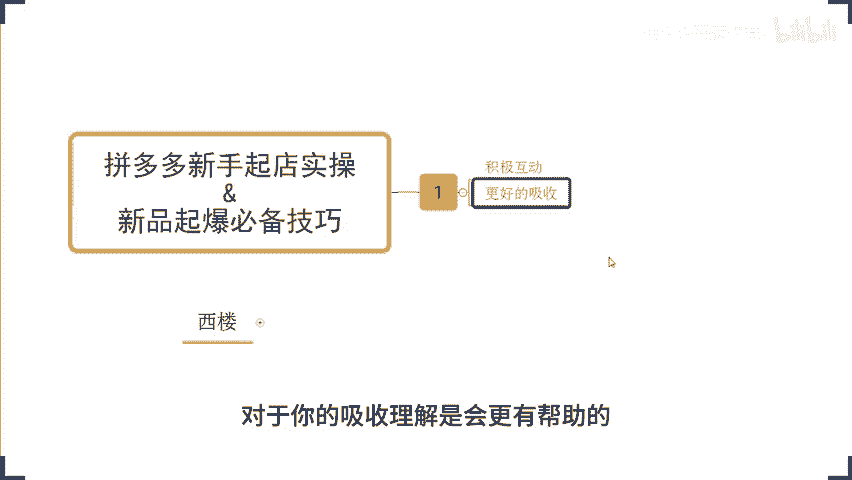 拼多多新手起店实操
&
新品起爆必备技巧
1
积极互动
更好的吸收
西楼
对于你的吸收理解是会更有帮助的
bilibili